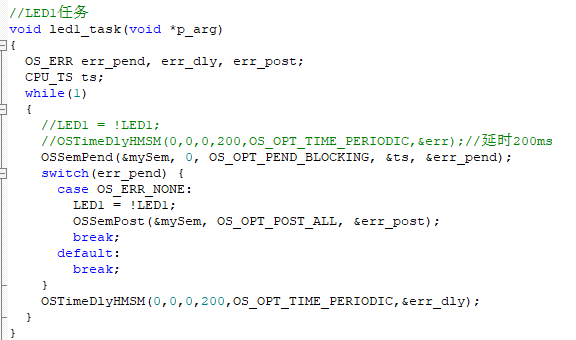 //LED1任务
void led1_task(void *p_arg)
{
  OS_ERR err_pend, err_dly, err_post;
  CPU_TS ts;
  while(1)
  {
    //LED1 = !LED1;
    //OSTimeDlyHMSM(0,0,0,200,OS_OPT_TIME_PERIODIC,&err);//延时200ms
    OSSemPend(&mySem, 0, OS_OPT_PEND_BLOCKING, &ts, &err_pend);
    switch(err_pend) {
      case OS_ERR_NONE:
        LED1 = !LED1;
        OSSemPost(&mySem, OS_OPT_POST_ALL, &err_post);
        break;
      default:
        break;
    }
    OSTimeDlyHMSM(0,0,0,200,OS_OPT_TIME_PERIODIC,&err_dly);
  }
}